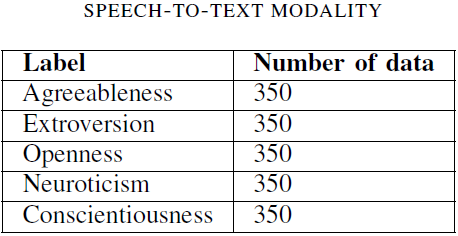 SPEECH-TO-TEXT MODALITY
Label Number of data
Agreeableness 350
Extroversion 350
Openness 350
Neuroticism 350
Conscientiousness 350